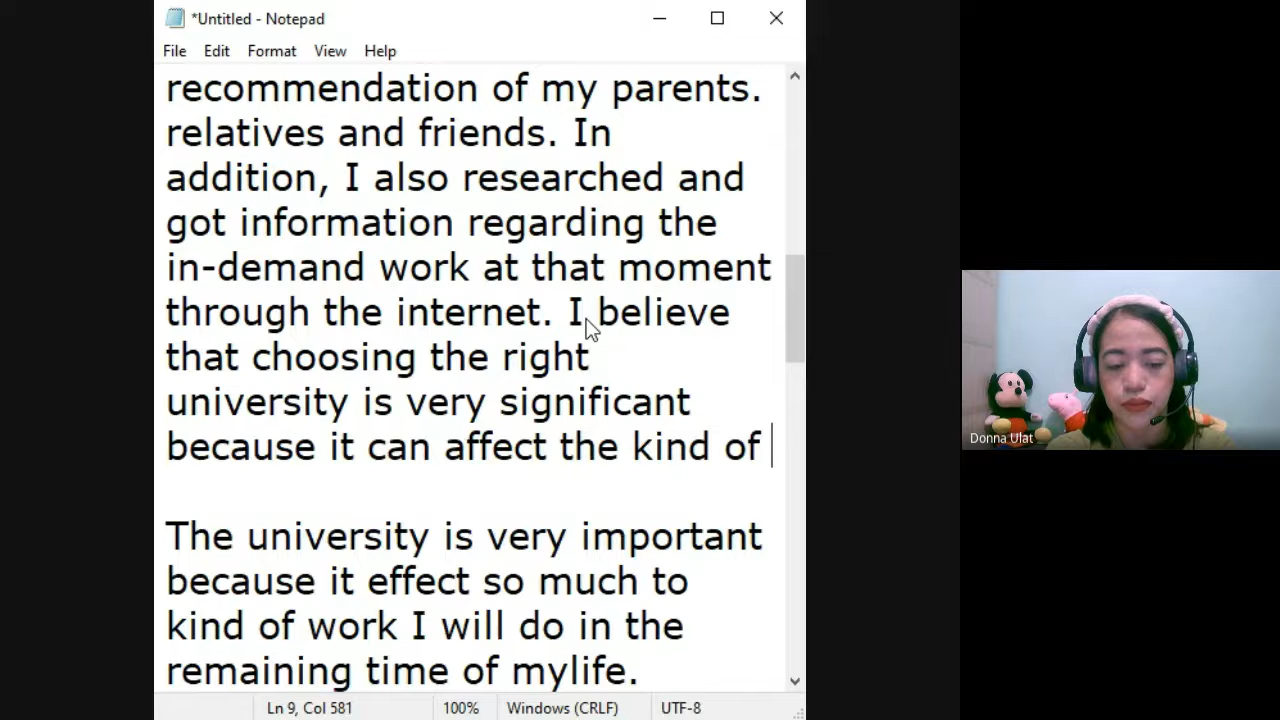 *Untitled - Notepad
File Edit Format View Help
recommendation of my parents.
relatives and friends. In
addition, I also researched and
got information regarding the
in-demand work at that moment
through the internet. I believe
that choosing the right
university is very significant
because it can affect the kind of
The university is very important
because it effect so much to
kind of work I will do in the
remaining time of mylife.
Ln 9, Col 581 100% Windows (CRLF) UTF-8
Donna Ulat